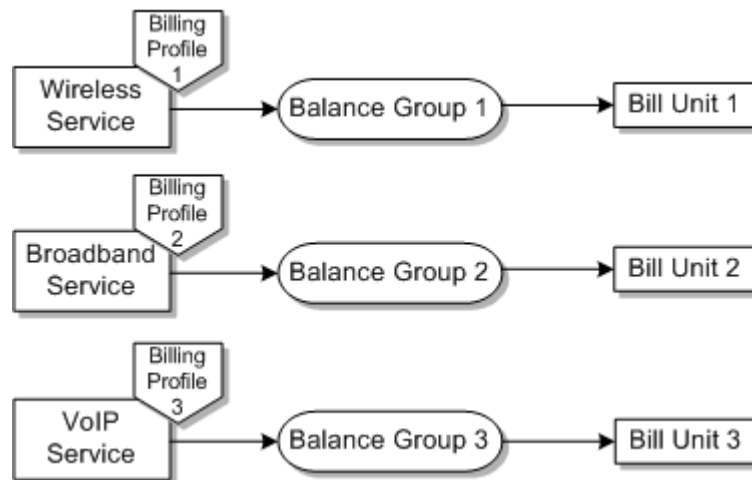 Billing
Profile
1
Wireless
Service
Balance Group 1
Bill Unit 1
Billing
Profile
2
Broadband
Service
Balance Group 2
Bill Unit 2
Billing
Profile
3
VoIP
Service
Balance Group 3
Bill Unit 3